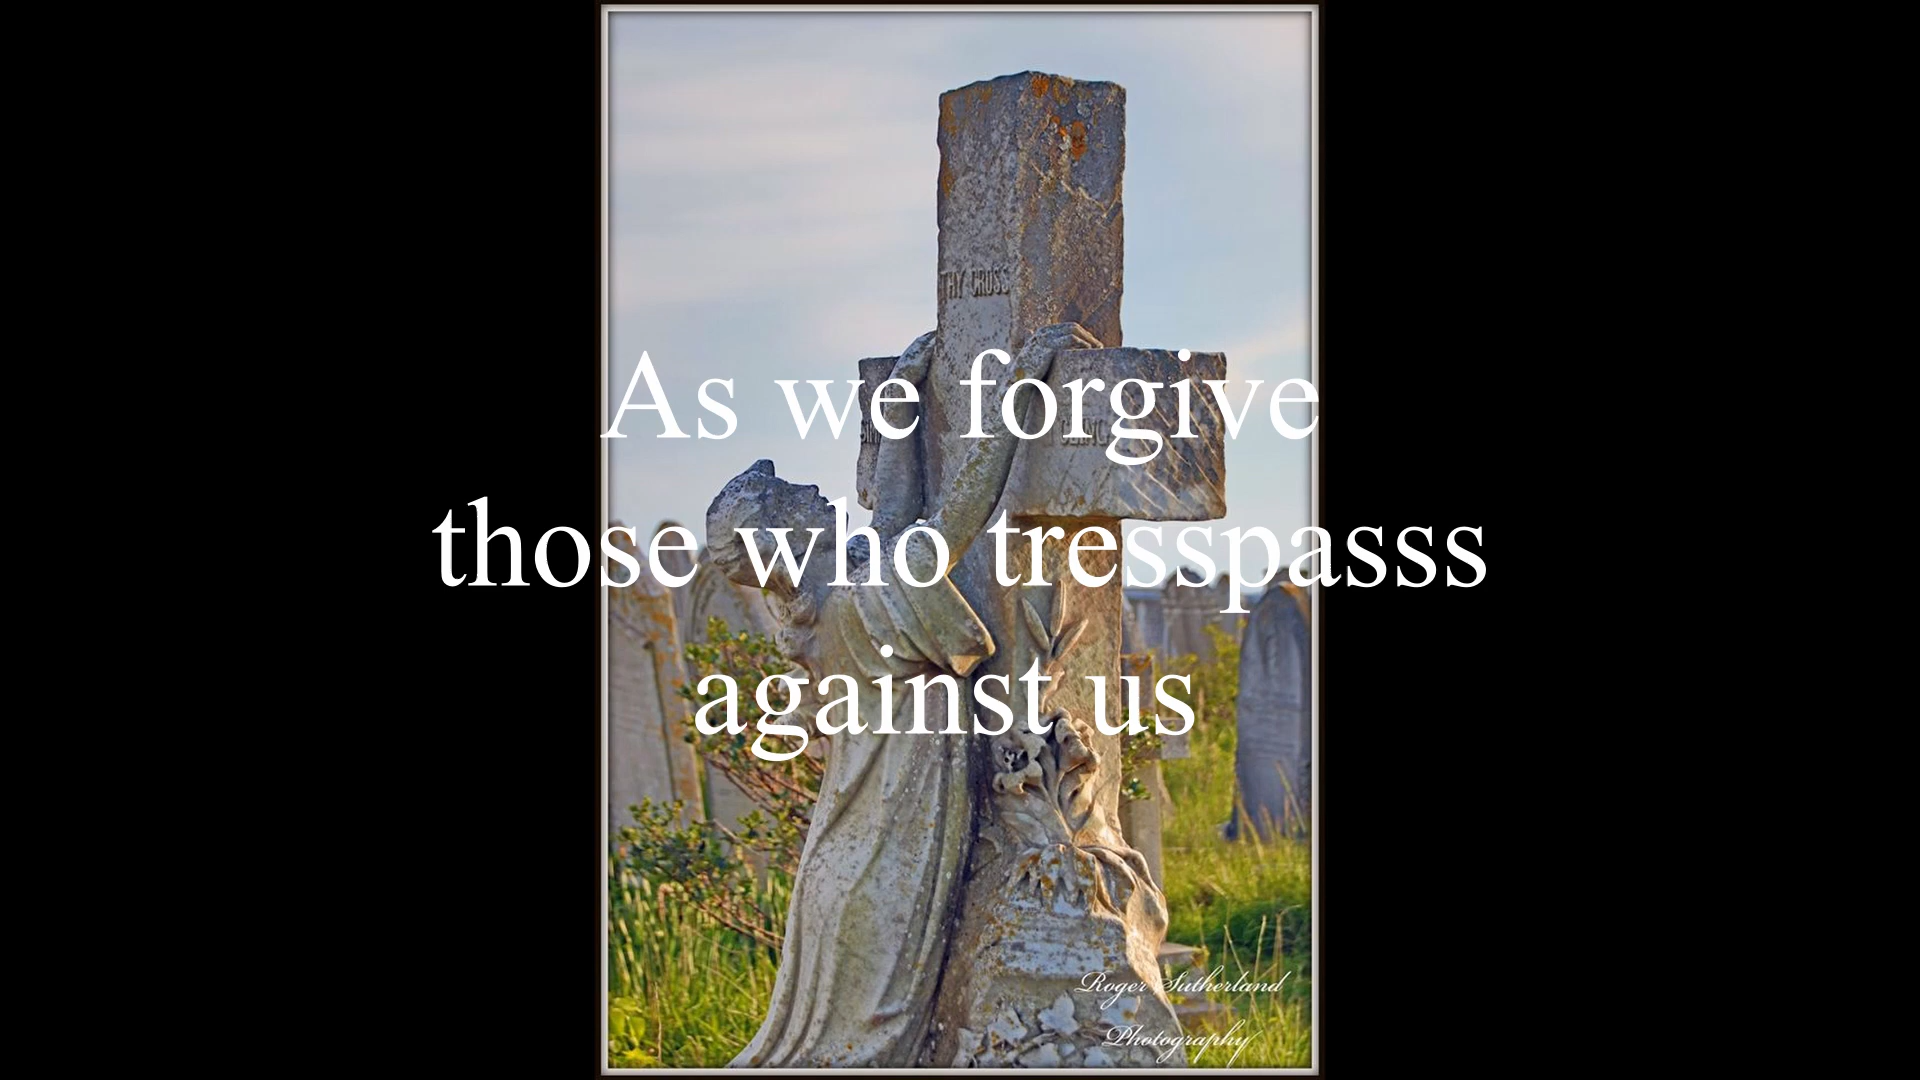 THY CROSS
As we forgive
those who tresspasss
against us
Roger Sutherland
Photography